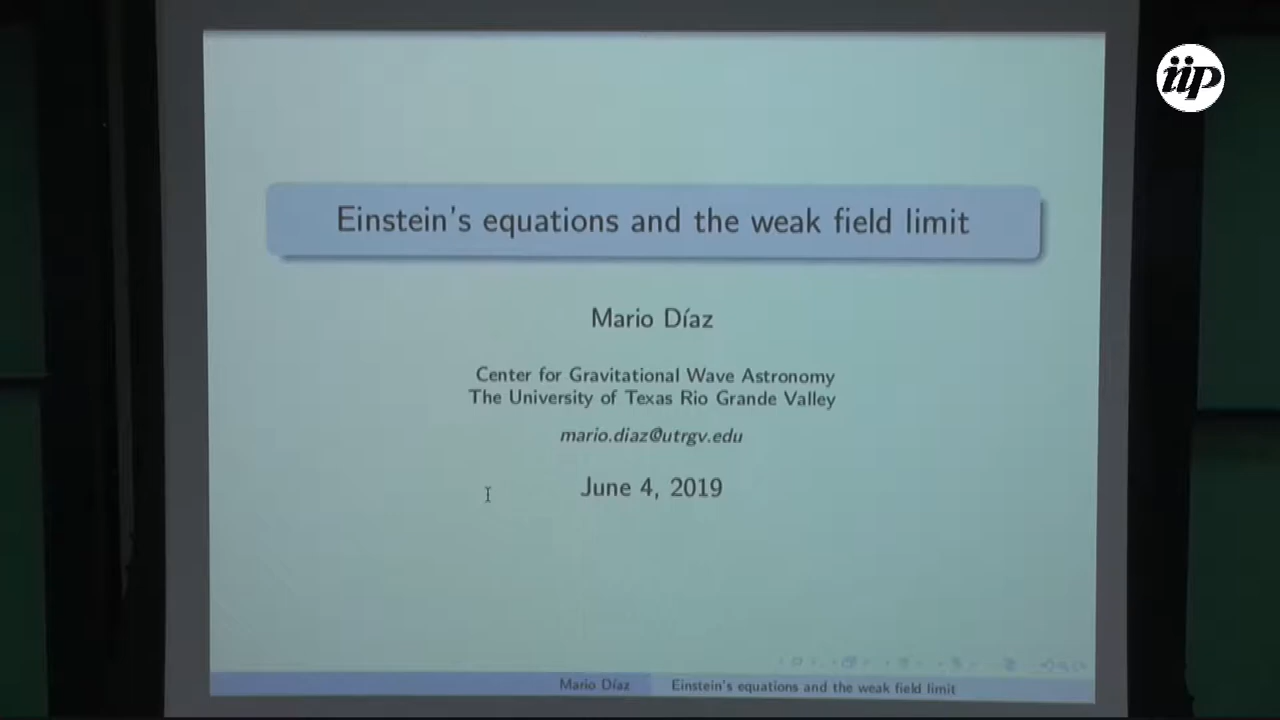 iip
Einstein's equations and the weak field limit
Mario Díaz
Center for Gravitational Wave Astronomy
The University of Texas Rio Grande Valley
mario.diaz@utrgv.edu
June 4, 2019
Mario Díaz
Einstein's equations and the weak field limit